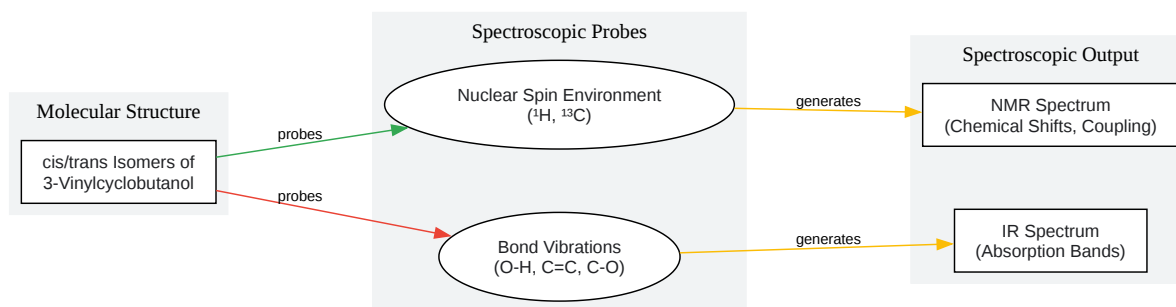 Molecular Structure
cis/trans Isomers of
3-Vinylcyclobutanol
probes
probes
Spectroscopic Probes
Nuclear Spin Environment
(¹H, ¹³C)
Bond Vibrations
(O-H, C=C, C-O)
generates
generates
Spectroscopic Output
NMR Spectrum
(Chemical Shifts, Coupling)
IR Spectrum
(Absorption Bands)